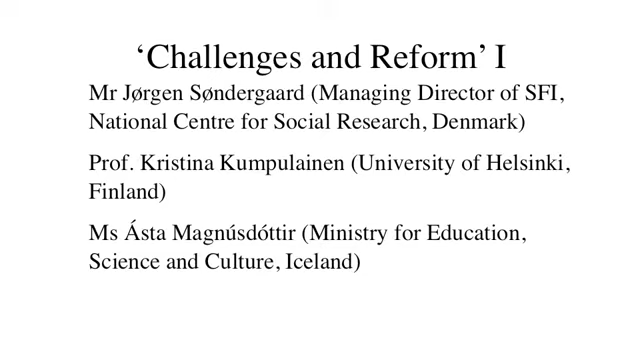 ‘Challenges and Reform’ I
Mr Jørgen Søndergaard (Managing Director of SFI,
National Centre for Social Research, Denmark)
Prof. Kristina Kumpulainen (University of Helsinki,
Finland)
Ms Ásta Magnúsdóttir (Ministry for Education,
Science and Culture, Iceland)